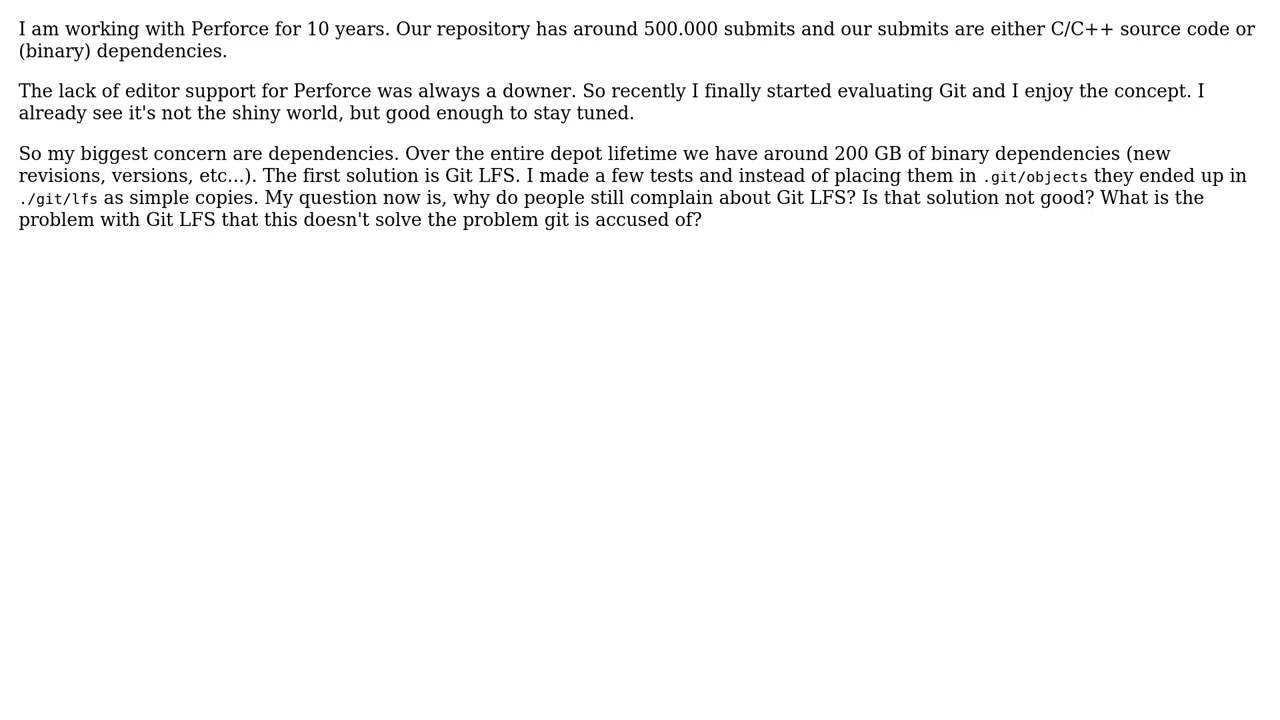 I am working with Perforce for 10 years. Our repository has around 500.000 submits and our submits are either C/C++ source code or
(binary) dependencies.
The lack of editor support for Perforce was always a downer. So recently I finally started evaluating Git and I enjoy the concept. I
already see it's not the shiny world, but good enough to stay tuned.
So my biggest concern are dependencies. Over the entire depot lifetime we have around 200 GB of binary dependencies (new
revisions, versions, etc...). The first solution is Git LFS. I made a few tests and instead of placing them in .git/objects they ended up in
./git/lfs as simple copies. My question now is, why do people still complain about Git LFS? Is that solution not good? What is the
problem with Git LFS that this doesn't solve the problem git is accused of?